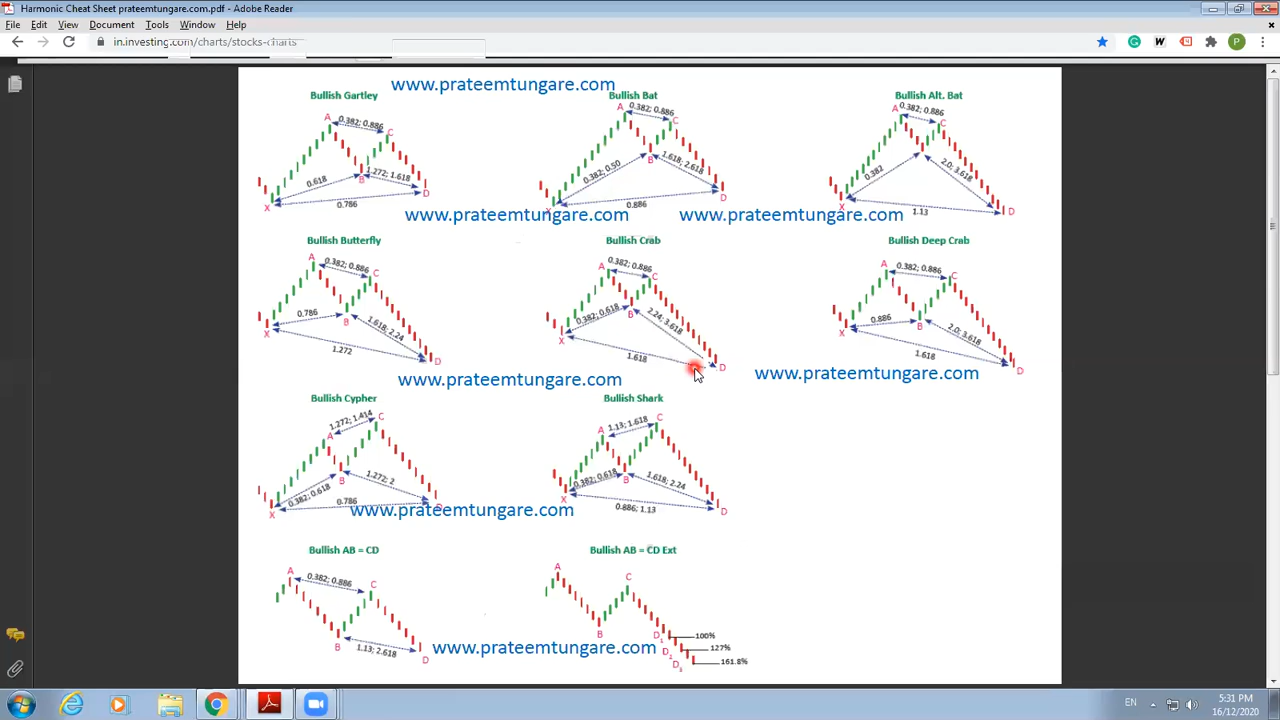 Harmonic Cheat Sheet prateemtungare.com.pdf - Adobe Reader
File Edit View Document Tools Window Help
in.investing.com/charts/stocks-charts
www.prateemtungare.com
Bullish Gartley
A
0.382; 0.886
C
0.618
B
1.272; 1.618
X
D
0.786
Bullish Bat
A
0.382; 0.886
C
0.382; 0.50
B
1.618; 2.618
D
0.886
Bullish Alt. Bat
A
0.382; 0.886
C
0.382
2.0; 3.618
X
D
1.13
www.prateemtungare.com
www.prateemtungare.com
Bullish Butterfly
A
0.382; 0.886
C
0.786
B
1.618; 2.24
X
D
1.272
Bullish Crab
A
0.382; 0.886
C
0.382; 0.618
B
2.24; 3.618
X
D
1.618
Bullish Deep Crab
A
0.382; 0.886
C
0.886
B
2.0; 3.618
X
D
1.618
www.prateemtungare.com
www.prateemtungare.com
Bullish Cypher
A
1.272; 1.414
C
0.382; 0.618
B
1.272; 2
X
0.786
Bullish Shark
A
1.13; 1.618
C
0.382; 0.618
B
1.618; 2.24
X
D
0.886; 1.13
www.prateemtungare.com
Bullish AB = CD
A
0.382; 0.886
C
B
1.13; 2.618
D
Bullish AB = CD Ext
A
C
B
D1
100%
D2
127%
D3
161.8%
www.prateemtungare.com
EN
5:31 PM
16/12/2020